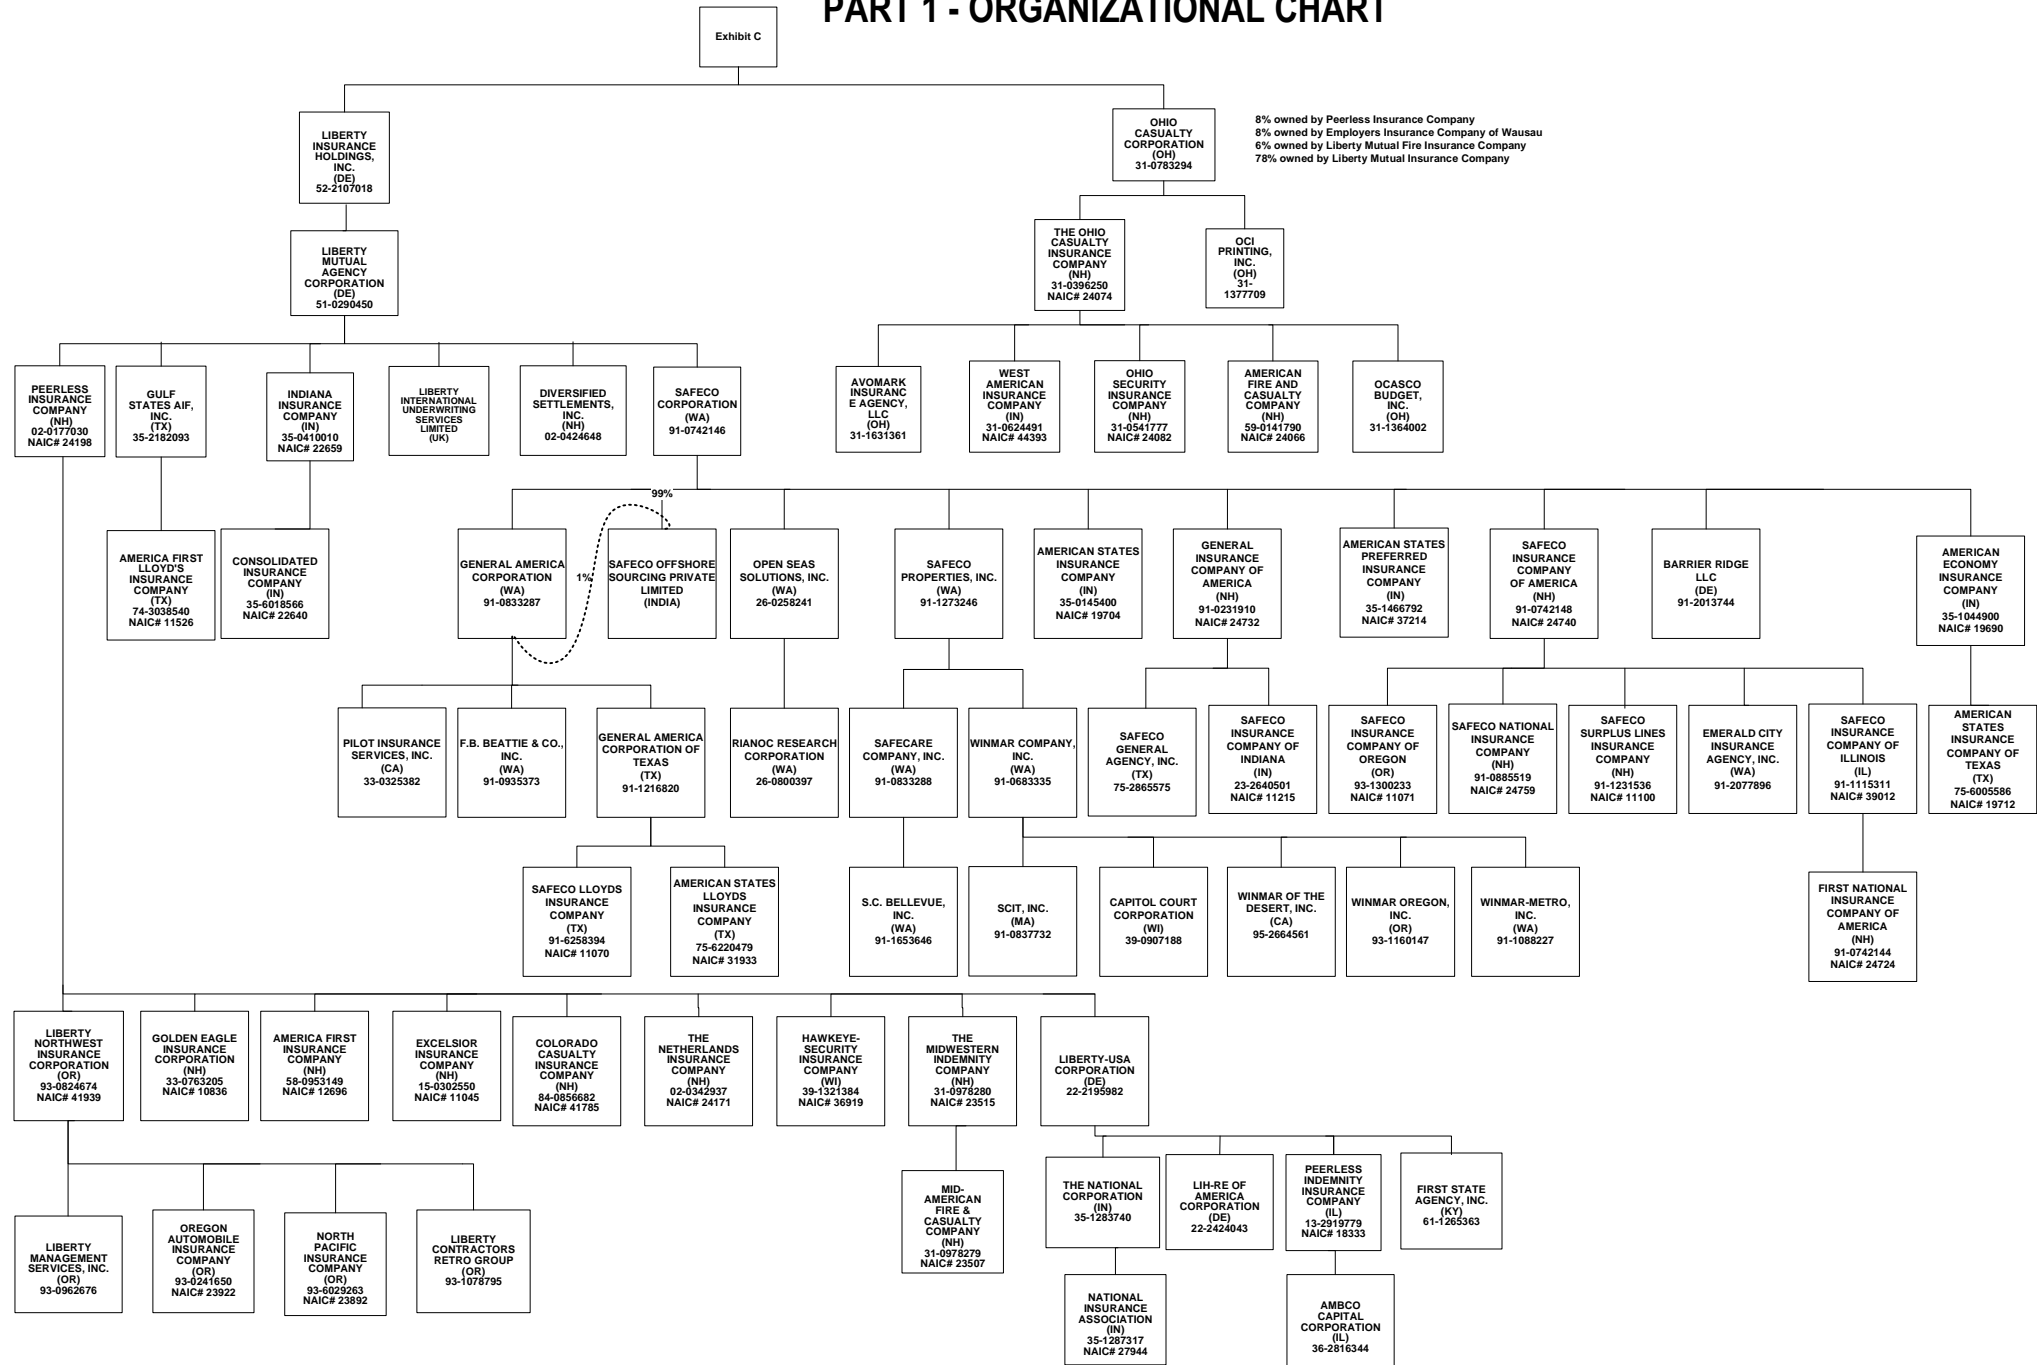 PART 1 - ORGANIZATIONAL CHART
Exhibit C
LIBERTY
INSURANCE
HOLDINGS,
INC.
(DE)
52-2107018
OHIO
CASUALTY
CORPORATION
(OH)
31-0783294
8% owned by Peerless Insurance Company
8% owned by Employers Insurance Company of Wausau
6% owned by Liberty Mutual Fire Insurance Company
78% owned by Liberty Mutual Insurance Company
LIBERTY
MUTUAL
AGENCY
CORPORATION
(DE)
51-0290450
THE OHIO
CASUALTY
INSURANCE
COMPANY
(NH)
31-0396250
NAIC# 24074
OCI
PRINTING,
INC.
(OH)
31-
1377709
PEERLESS
INSURANCE
COMPANY
(NH)
02-0177030
NAIC# 24198
GULF
STATES AIF,
INC.
(TX)
35-2182093
INDIANA
INSURANCE
COMPANY
(IN)
35-0410010
NAIC# 22659
LIBERTY
INTERNATIONAL
UNDERWRITING
SERVICES
LIMITED
(UK)
DIVERSIFIED
SETTLEMENTS,
INC.
(NH)
02-0424648
SAFECO
CORPORATION
(WA)
91-0742146
AVOMARK
INSURANC
E AGENCY,
LLC
(OH)
31-1631361
WEST
AMERICAN
INSURANCE
COMPANY
(IN)
31-0624491
NAIC# 44393
OHIO
SECURITY
INSURANCE
COMPANY
(NH)
31-0541777
NAIC# 24082
AMERICAN
FIRE AND
CASUALTY
COMPANY
(NH)
59-0141790
NAIC# 24066
OCASCO
BUDGET,
INC.
(OH)
31-1364002
99%
1%
AMERICA FIRST
LLOYD'S
INSURANCE
COMPANY
(TX)
74-3038540
NAIC# 11526
CONSOLIDATED
INSURANCE
COMPANY
(IN)
35-6018566
NAIC# 22640
GENERAL AMERICA
CORPORATION
(WA)
91-0833287
SAFECO OFFSHORE
SOURCING PRIVATE
LIMITED
(INDIA)
OPEN SEAS
SOLUTIONS, INC.
(WA)
26-0258241
SAFECO
PROPERTIES, INC.
(WA)
91-1273246
AMERICAN STATES
INSURANCE
COMPANY
(IN)
35-0145400
NAIC# 19704
GENERAL
INSURANCE
COMPANY OF
AMERICA
(NH)
91-0231910
NAIC# 24732
AMERICAN STATES
PREFERRED
INSURANCE
COMPANY
(IN)
35-1466792
NAIC# 37214
SAFECO
INSURANCE
COMPANY
OF AMERICA
(NH)
91-0742148
NAIC# 24740
BARRIER RIDGE
LLC
(DE)
91-2013744
AMERICAN
ECONOMY
INSURANCE
COMPANY
(IN)
35-1044900
NAIC# 19690
PILOT INSURANCE
SERVICES, INC.
(CA)
33-0325382
F.B. BEATTIE & CO.,
INC.
(WA)
91-0935373
GENERAL AMERICA
CORPORATION OF
TEXAS
(TX)
91-1216820
RIANOC RESEARCH
CORPORATION
(WA)
26-0800397
SAFECARE
COMPANY, INC.
(WA)
91-0833288
WINMAR COMPANY,
INC.
(WA)
91-0683335
SAFECO
GENERAL
AGENCY, INC.
(TX)
75-2865575
SAFECO
INSURANCE
COMPANY OF
INDIANA
(IN)
23-2640501
NAIC# 11215
SAFECO
INSURANCE
COMPANY OF
OREGON
(OR)
93-1300233
NAIC# 11071
SAFECO NATIONAL
INSURANCE
COMPANY
(NH)
91-0885519
NAIC# 24759
SAFECO
SURPLUS LINES
INSURANCE
COMPANY
(NH)
91-1231536
NAIC# 11100
EMERALD CITY
INSURANCE
AGENCY, INC.
(WA)
91-2077896
SAFECO
INSURANCE
COMPANY OF
ILLINOIS
(IL)
91-1115311
NAIC# 39012
AMERICAN
STATES
INSURANCE
COMPANY OF
TEXAS
(TX)
75-6005586
NAIC# 19712
SAFECO LLOYDS
INSURANCE
COMPANY
(TX)
91-6258394
NAIC# 11070
AMERICAN STATES
LLOYDS
INSURANCE
COMPANY
(TX)
75-6220479
NAIC# 31933
S.C. BELLEVUE,
INC.
(WA)
91-1653646
SCIT, INC.
(MA)
91-0837732
CAPITOL COURT
CORPORATION
(WI)
39-0907188
WINMAR OF THE
DESERT, INC.
(CA)
95-2664561
WINMAR OREGON,
INC.
(OR)
93-1160147
WINMAR-METRO,
INC.
(WA)
91-1088227
FIRST NATIONAL
INSURANCE
COMPANY OF
AMERICA
(NH)
91-0742144
NAIC# 24724
LIBERTY
NORTHWEST
INSURANCE
CORPORATION
(OR)
93-0824674
NAIC# 41939
GOLDEN EAGLE
INSURANCE
CORPORATION
(NH)
33-0763205
NAIC# 10836
AMERICA FIRST
INSURANCE
COMPANY
(NH)
58-0953149
NAIC# 12696
EXCELSIOR
INSURANCE
COMPANY
(NH)
15-0302550
NAIC# 11045
COLORADO
CASUALTY
INSURANCE
COMPANY
(NH)
84-0856682
NAIC# 41785
THE
NETHERLANDS
INSURANCE
COMPANY
(NH)
02-0342937
NAIC# 24171
HAWKEYE-
SECURITY
INSURANCE
COMPANY
(WI)
39-1321384
NAIC# 36919
THE
MIDWESTERN
INDEMNITY
COMPANY
(NH)
31-0978280
NAIC# 23515
LIBERTY-USA
CORPORATION
(DE)
22-2195982
LIBERTY
MANAGEMENT
SERVICES, INC.
(OR)
93-0962676
OREGON
AUTOMOBILE
INSURANCE
COMPANY
(OR)
93-0241650
NAIC# 23922
NORTH
PACIFIC
INSURANCE
COMPANY
(OR)
93-6029263
NAIC# 23892
LIBERTY
CONTRACTORS
RETRO GROUP
(OR)
93-1078795
MID-
AMERICAN
FIRE &
CASUALTY
COMPANY
(NH)
31-0978279
NAIC# 23507
THE NATIONAL
CORPORATION
(IN)
35-1283740
LIH-RE OF
AMERICA
CORPORATION
(DE)
22-2424043
PEERLESS
INDEMNITY
INSURANCE
COMPANY
(IL)
13-2919779
NAIC# 18333
FIRST STATE
AGENCY, INC.
(KY)
61-1265363
NATIONAL
INSURANCE
ASSOCIATION
(IN)
35-1287317
NAIC# 27944
AMBCO
CAPITAL
CORPORATION
(IL)
36-2816344